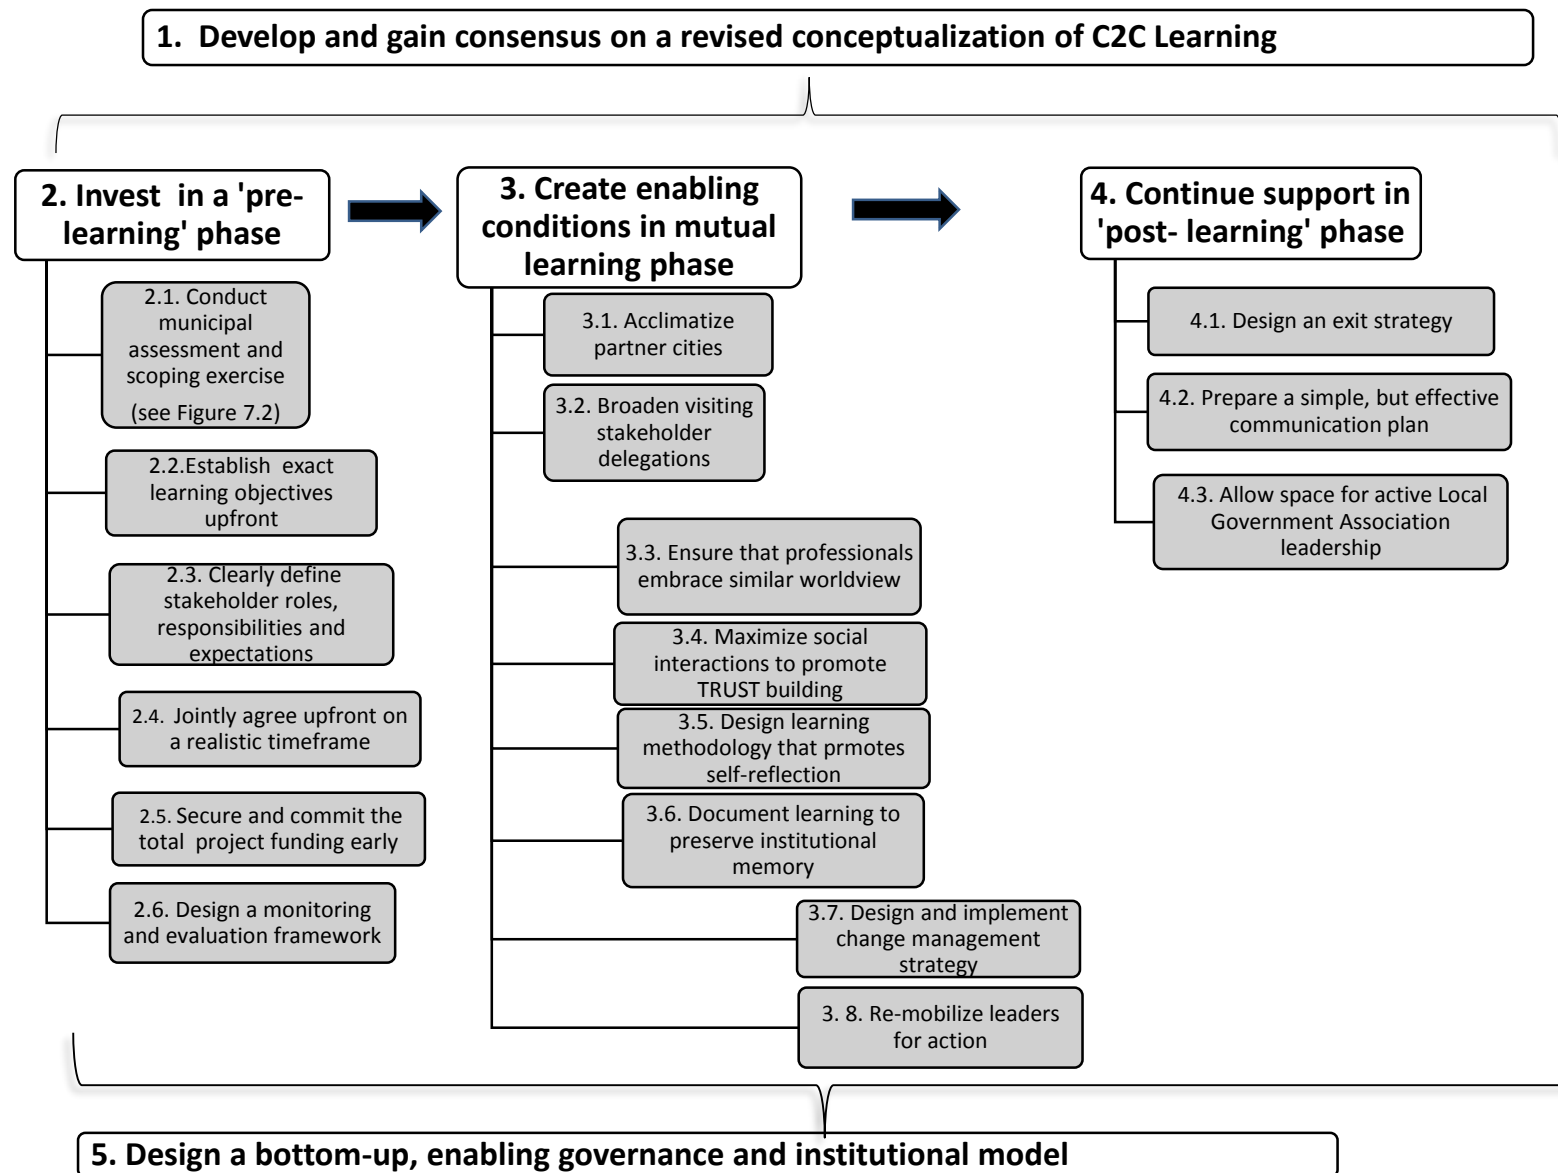 1. Develop and gain consensus on a revised conceptualization of C2C Learning
2. Invest in a 'pre-
learning' phase
2.1. Conduct
municipal
assessment and
scoping exercise
(see Figure 7.2)
2.2.Establish exact
learning objectives
upfront
2.3. Clearly define
stakeholder roles,
responsibilities and
expectations
2.4. Jointly agree upfront on
a realistic timeframe
2.5. Secure and commit the
total project funding early
2.6. Design a monitoring
and evaluation framework
3. Create enabling
conditions in mutual
learning phase
3.1. Acclimatize
partner cities
3.2. Broaden visiting
stakeholder
delegations
3.3. Ensure that professionals
embrace similar worldview
3.4. Maximize social
interactions to promote
TRUST building
3.5. Design learning
methodology that prmotes
self-reflection
3.6. Document learning to
preserve institutional
memory
3.7. Design and implement
change management
strategy
3. 8. Re-mobilize leaders
for action
4. Continue support in
'post- learning' phase
4.1. Design an exit strategy
4.2. Prepare a simple, but effective
communication plan
4.3. Allow space for active Local
Government Association
leadership
5. Design a bottom-up, enabling governance and institutional model